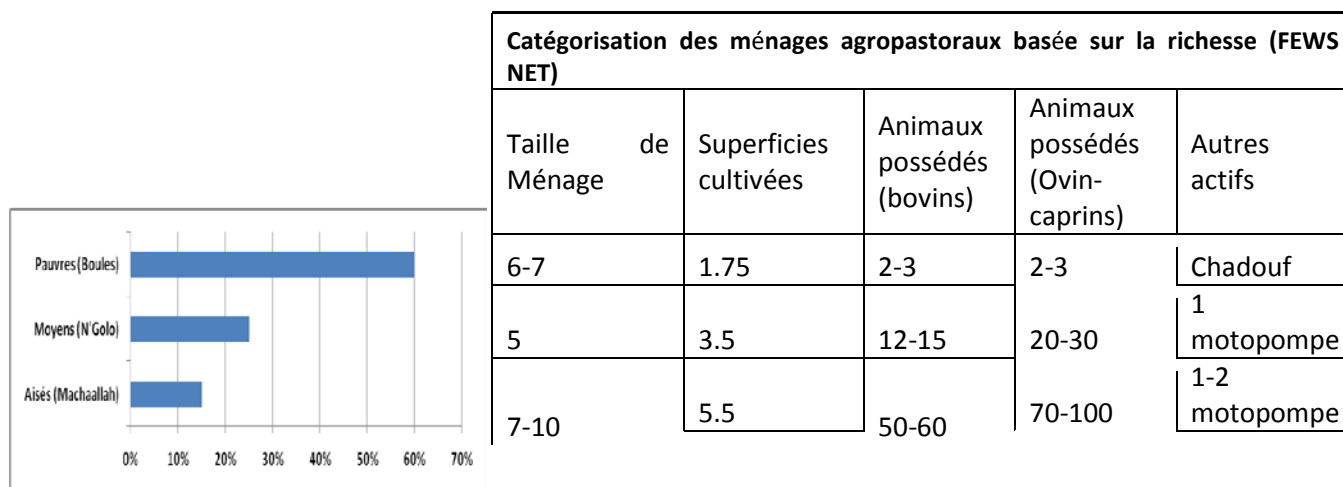 Catégorisation des ménages agropastoraux basée sur la richesse (FEWS
NET)
Taille de
Ménage
Superficies
cultivées
Animaux
possédés
(bovins)
Animaux
possédés
(Ovin-
caprins)
Autres
actifs
Pauvres (Boules)
6-7
1.75
2-3
2-3
Chadouf
Moyens (N'Golo)
5
3.5
12-15
20-30
1
motopompe
Aisés (Machaallah)
7-10
5.5
50-60
70-100
1-2
motopompe
0% 10% 20% 30% 40% 50% 60% 70%